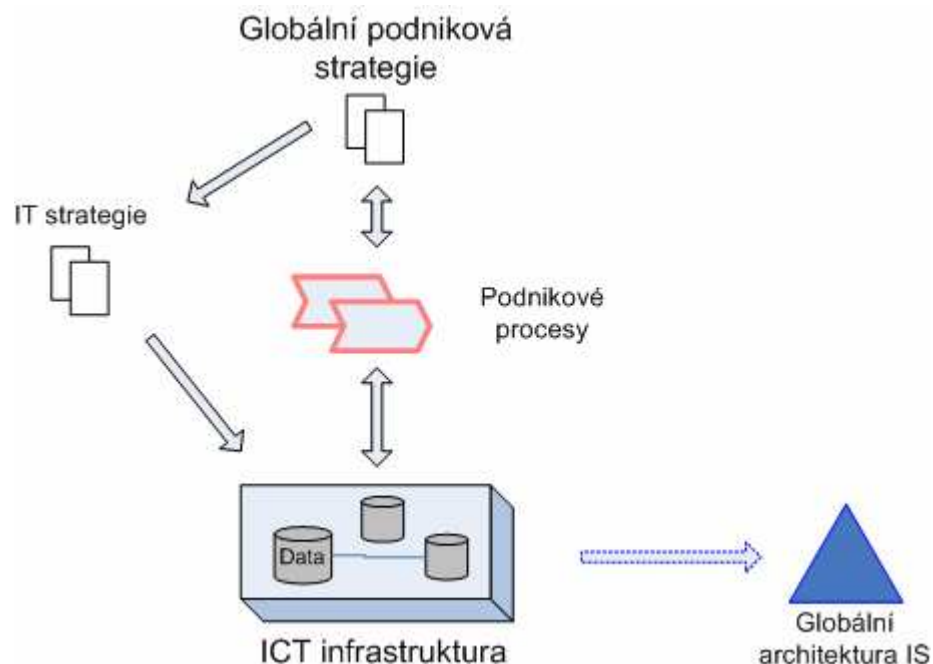 Globální podniková
strategie
IT strategie
Podnikové
procesy
Data
ICT infrastruktura
Globální
architektura IS